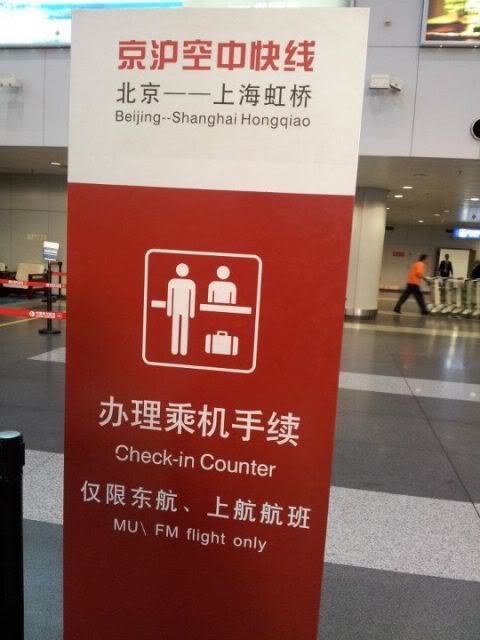 京沪空中快线
北京——上海虹桥
Beijing--Shanghai Hongqiao
办理乘机手续
Check-in Counter
仅限东航、上航航班
MU\ FM flight only